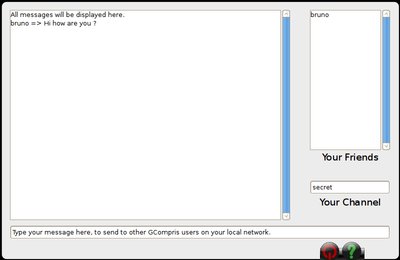 All messages will be displayed here.
bruno => Hi how are you ?
bruno
Your Friends
secret
Your Channel
Type your message here, to send to other GCompris users on your local network.
?